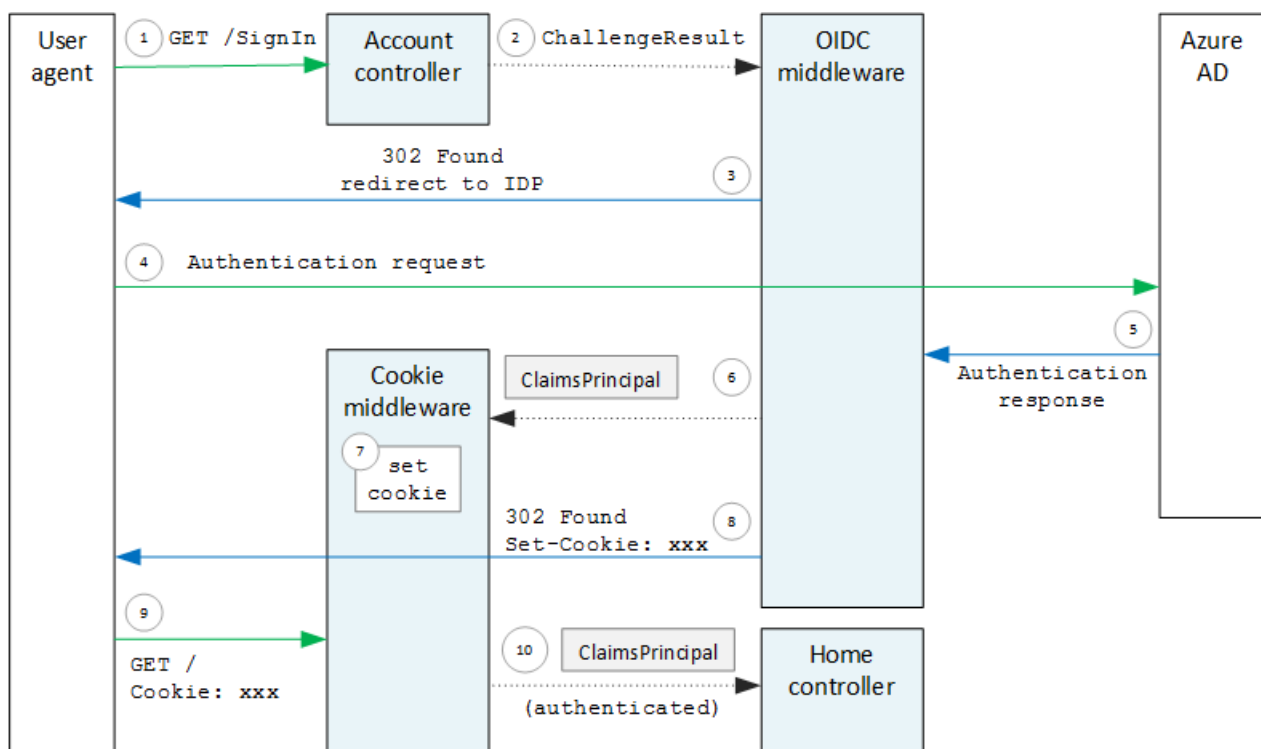 User
agent
1
GET /SignIn
Account
controller
2
ChallengeResult
OIDC
middleware
Azure
AD
302 Found
redirect to IDP
3
4
Authentication request
5
Authentication
response
Cookie
middleware
ClaimsPrincipal
6
7
set
cookie
302 Found
Set-Cookie: xxx
8
9
GET /
Cookie: xxx
10
ClaimsPrincipal
(authenticated)
Home
controller